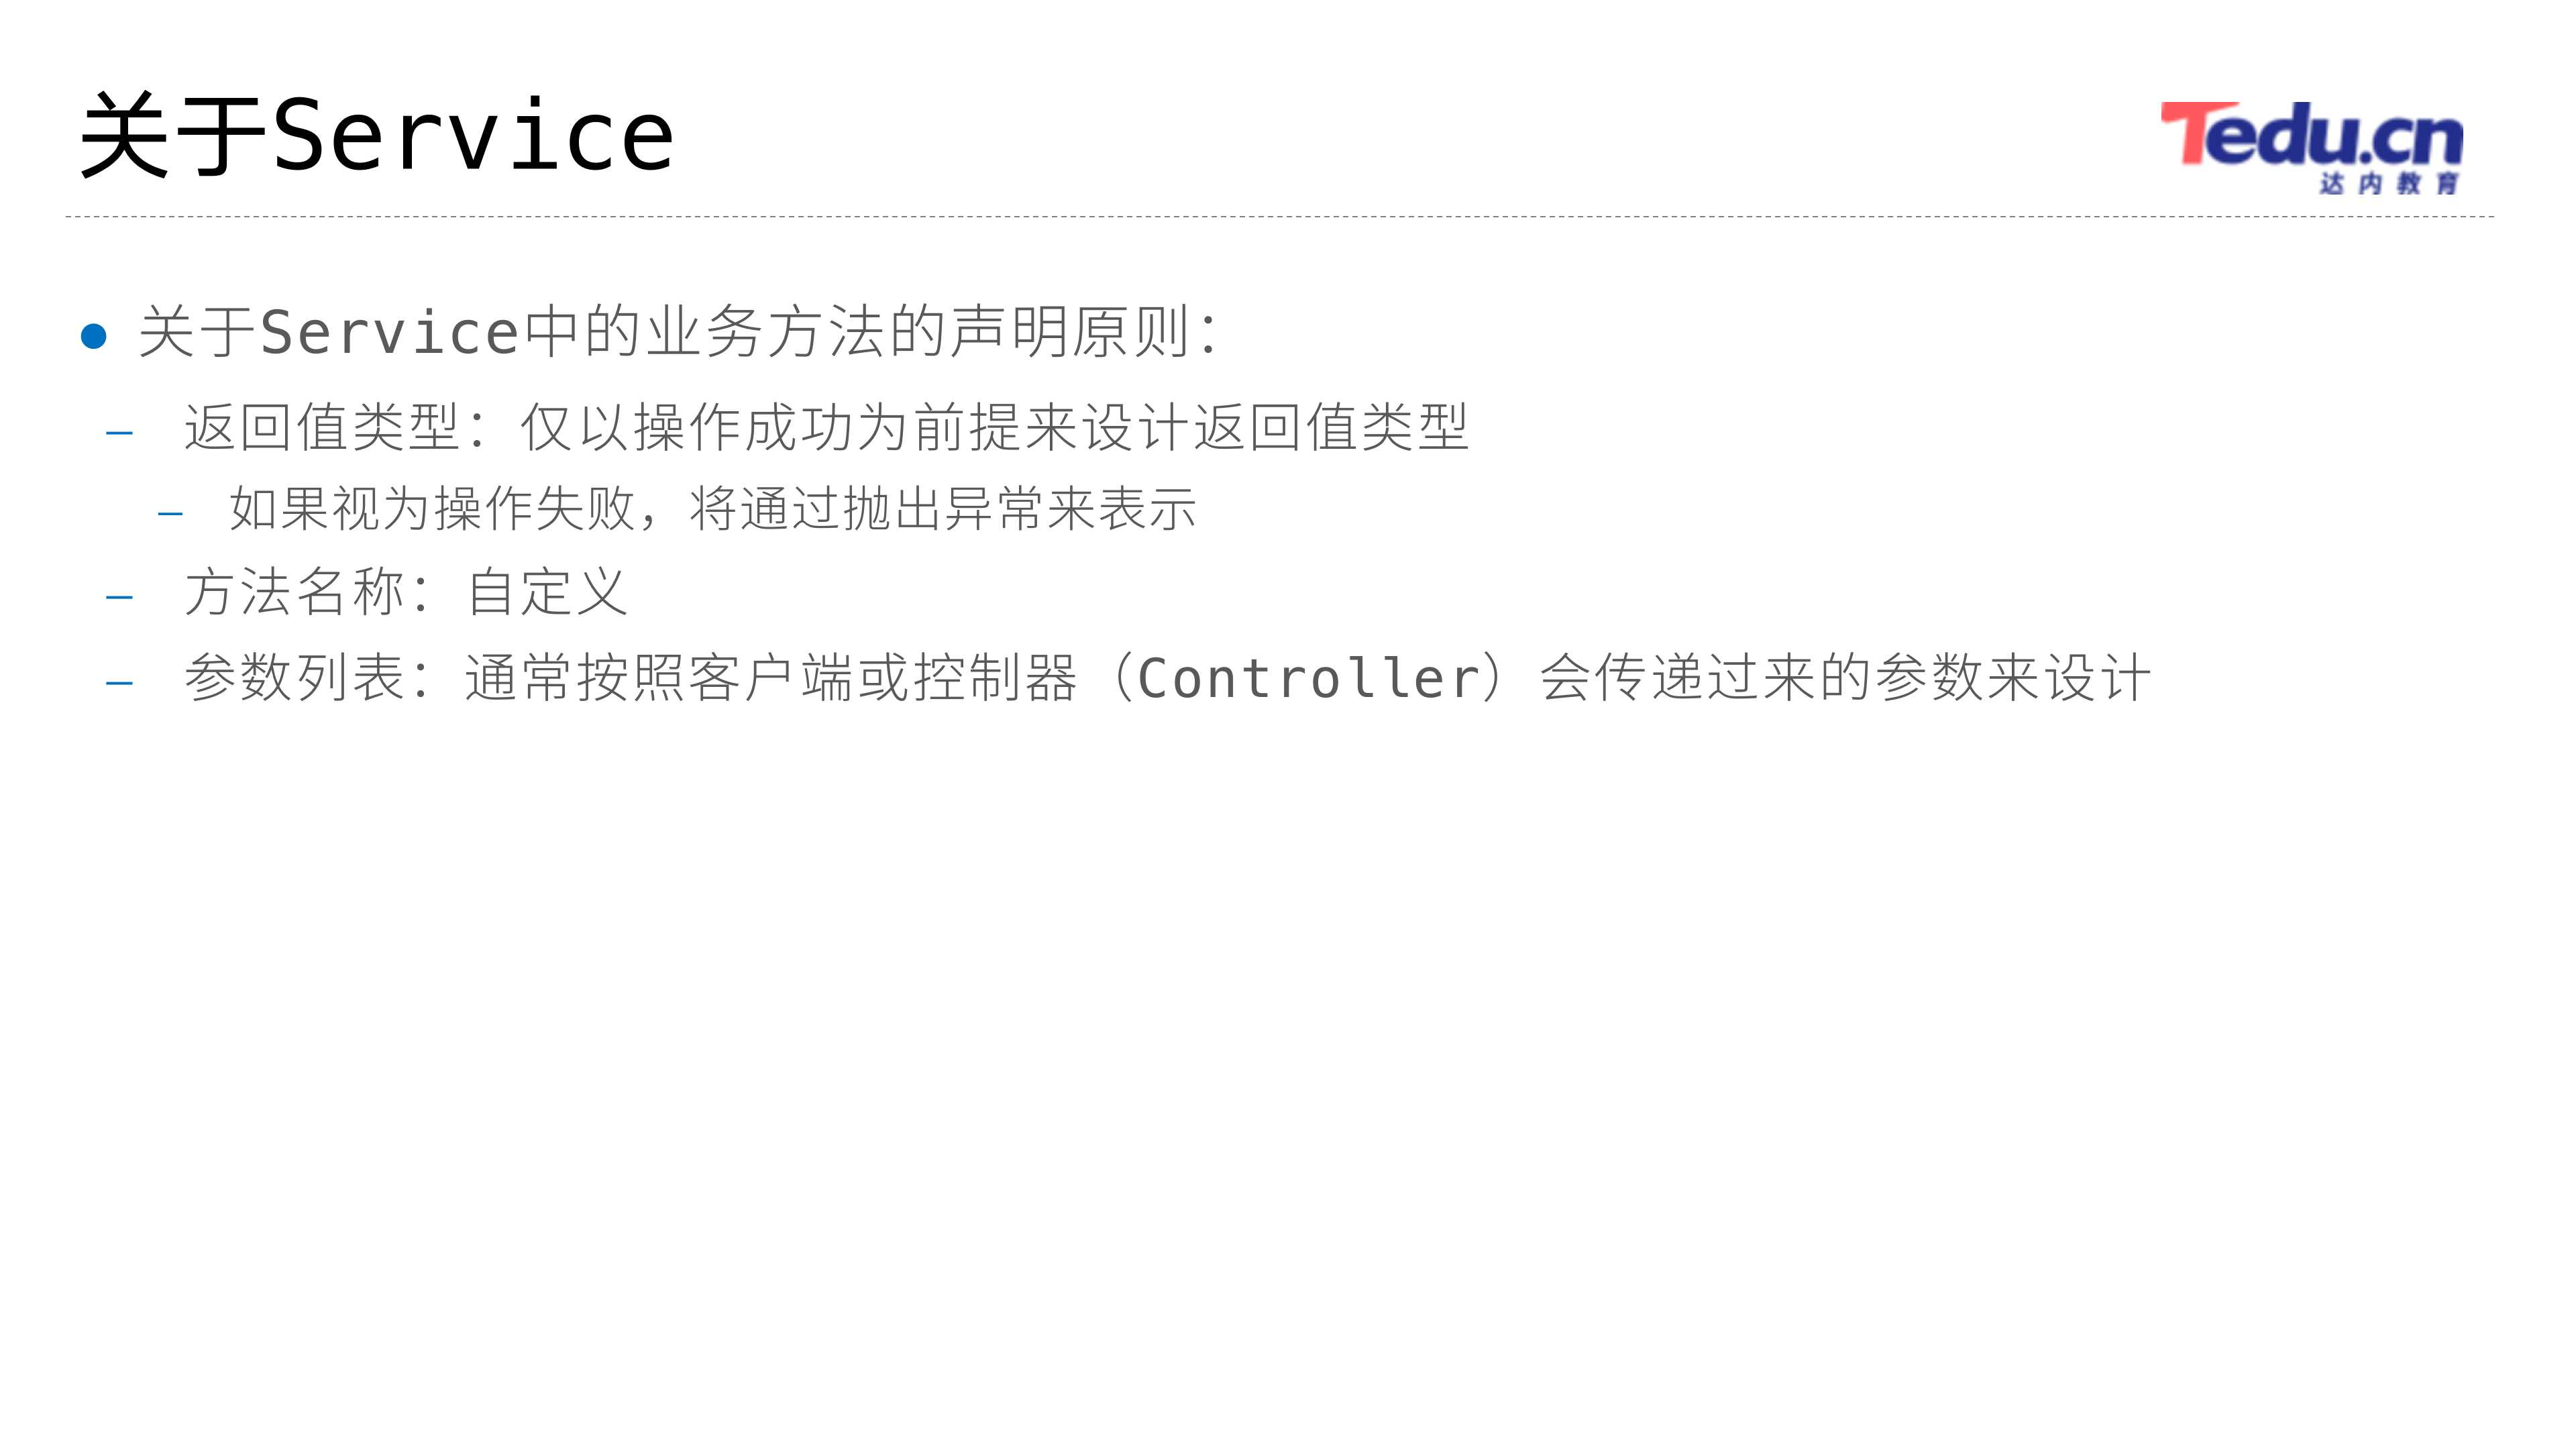 关于Service
Tedu.cn
达内教育
● 关于Service中的业务方法的声明原则：
– 返回值类型：仅以操作成功为前提来设计返回值类型
– 如果视为操作失败，将通过抛出异常来表示
– 方法名称：自定义
– 参数列表：通常按照客户端或控制器（Controller）会传递过来的参数来设计